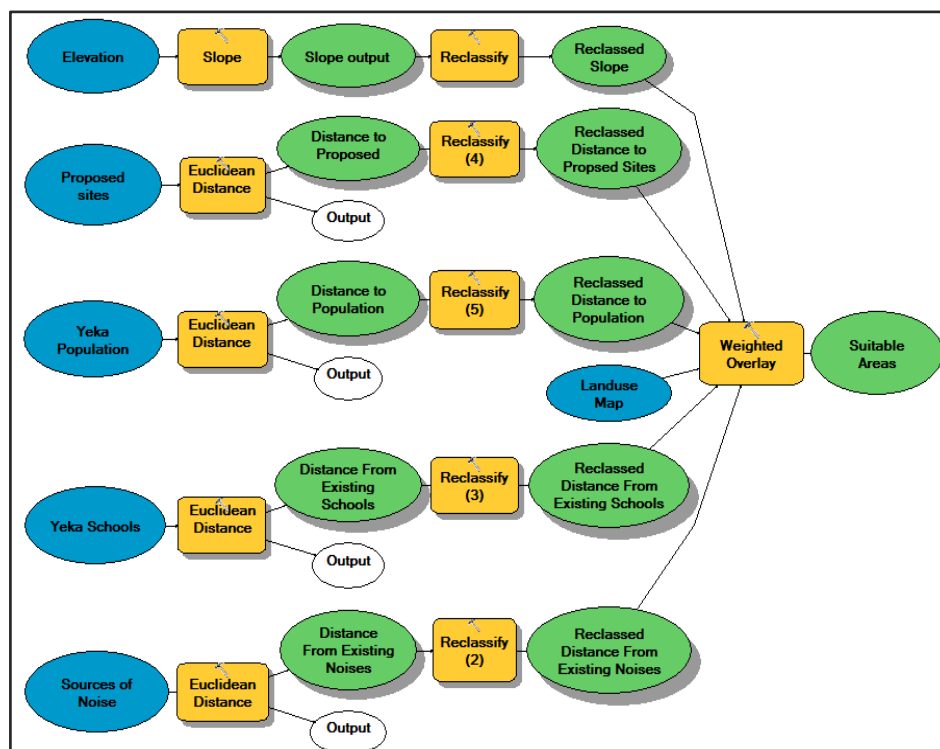 Elevation
Slope
Slope output
Reclassify
Reclassed
Slope
Proposed
sites
Euclidean
Distance
Distance to
Proposed
Output
Reclassify
(4)
Reclassed
Distance to
Propsed Sites
Yeka
Population
Euclidean
Distance
Distance to
Population
Output
Reclassify
(5)
Reclassed
Distance to
Population
Landuse
Map
Weighted
Overlay
Suitable
Areas
Yeka Schools
Euclidean
Distance
Distance From
Existing
Schools
Output
Reclassify
(3)
Reclassed
Distance From
Existing Schools
Sources of
Noise
Euclidean
Distance
Distance
From Existing
Noises
Output
Reclassify
(2)
Reclassed
Distance From
Existing Noises